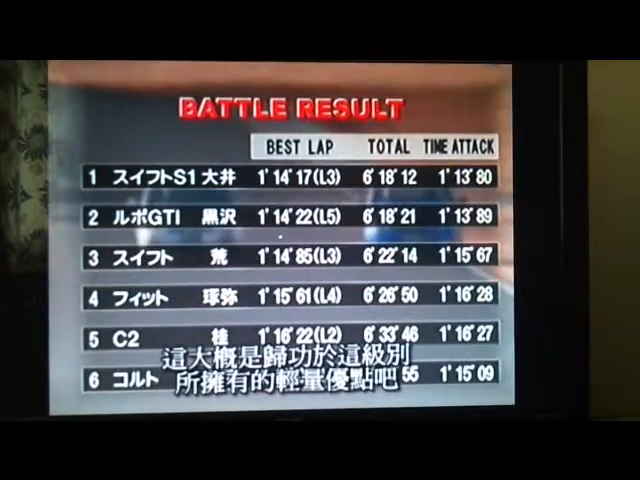 BATTLE RESULT
BEST LAP TOTAL TIME ATTACK
1 スイフトS1 大井 1'14"17(L3) 6'18"12 1'13"80
2 ルポGTI 黒沢 1'14"22(L5) 6'18"21 1'13"89
3 スイフト 荒 1'14"85(L3) 6'22"14 1'15"67
4 フィット 琢弥 1'15"61(L4) 6'26"50 1'16"28
5 C2 桂 1'16"22(L2) 6'33"46 1'16"27
這大概是歸功於這級別
6 コルト 55 1'15"09
所擁有的輕量優點吧